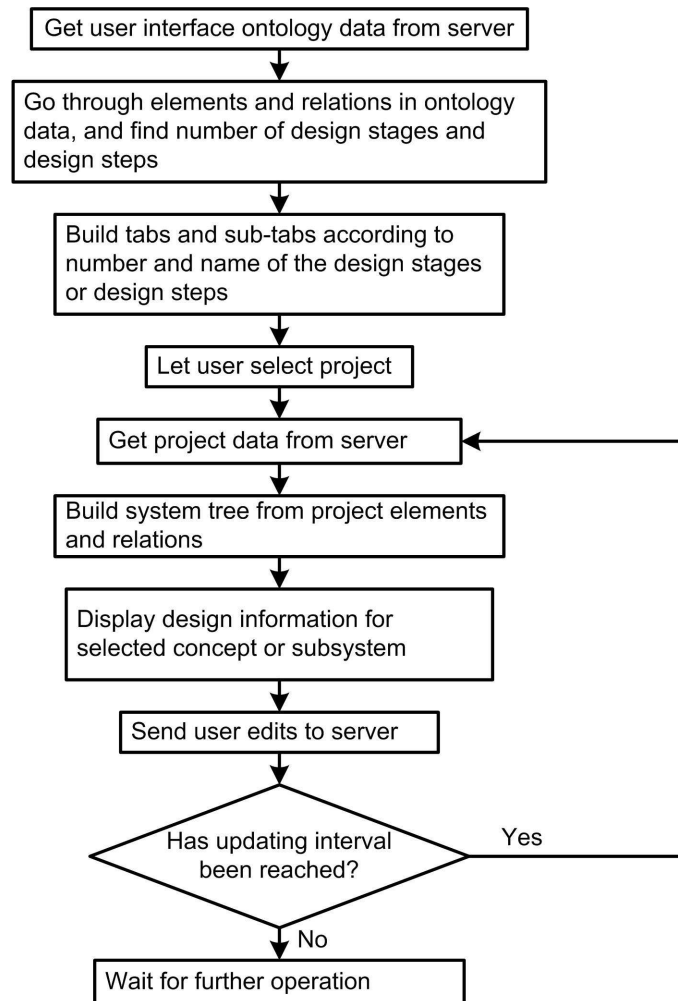 Get user interface ontology data from server
Go through elements and relations in ontology
data, and find number of design stages and
design steps
Build tabs and sub-tabs according to
number and name of the design stages
or design steps
Let user select project
Get project data from server
Build system tree from project elements
and relations
Display design information for
selected concept or subsystem
Send user edits to server
Has updating interval
been reached?
Yes
No
Wait for further operation